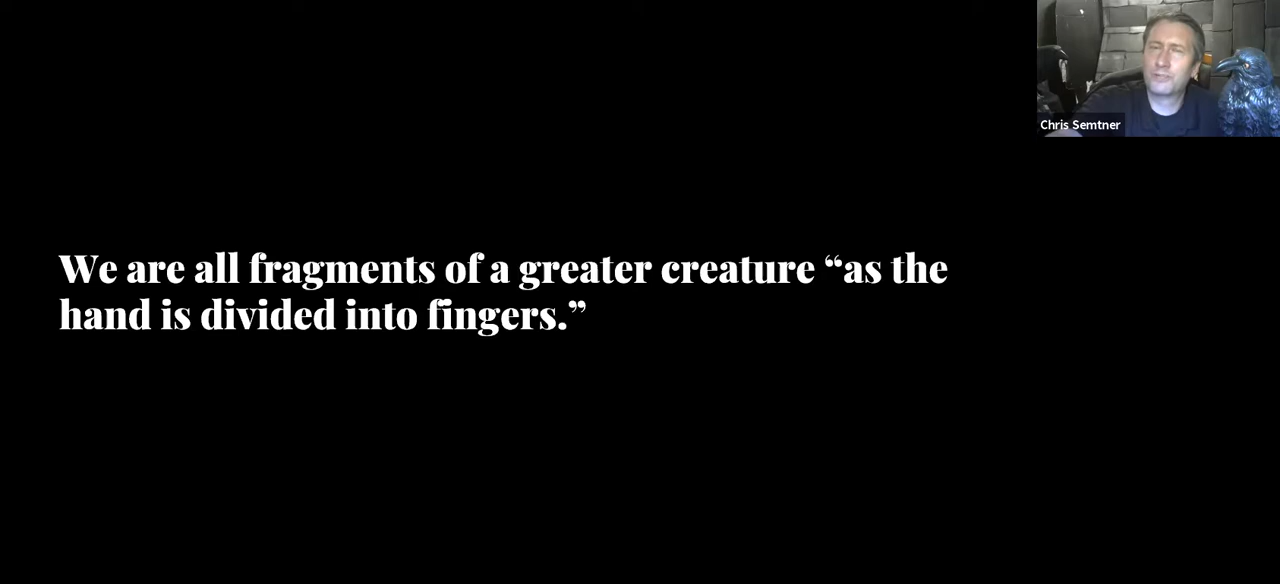 Chris Semtner
We are all fragments of a greater creature “as the
hand is divided into fingers.”